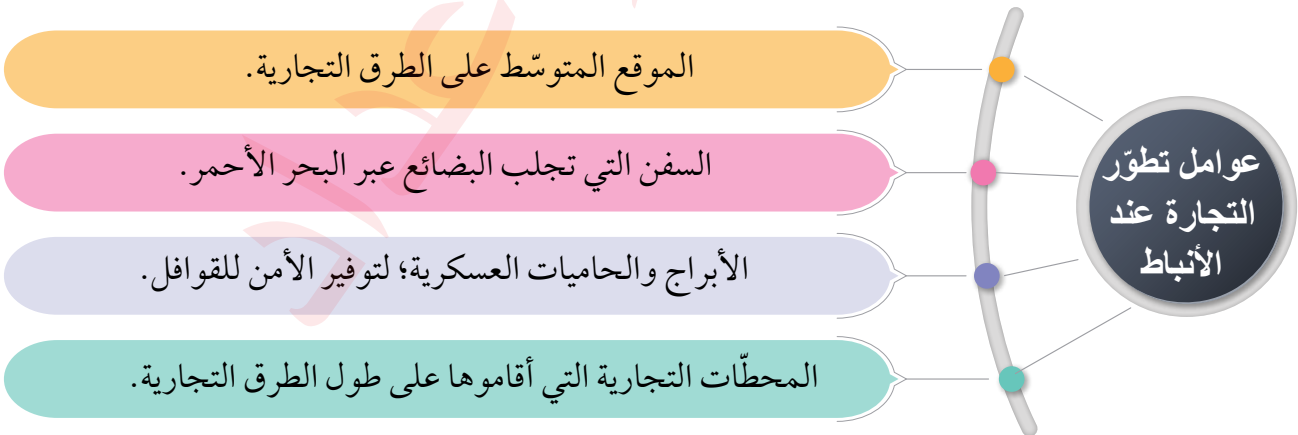 عوامل تطوّر
التجارة عند
الأنباط
الموقع المتوسّط على الطرق التجارية.
السفن التي تجلب البضائع عبر البحر الأحمر.
الأبراج والحاميات العسكرية؛ لتوفير الأمن للقوافل.
المحطّات التجارية التي أقاموها على طول الطرق التجارية.